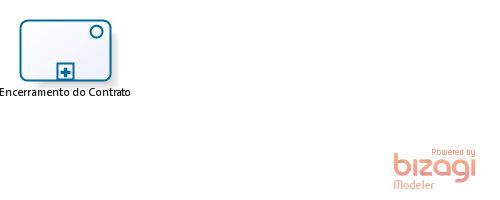 Encerramento do Contrato
Powered by
bizagi
Modeler